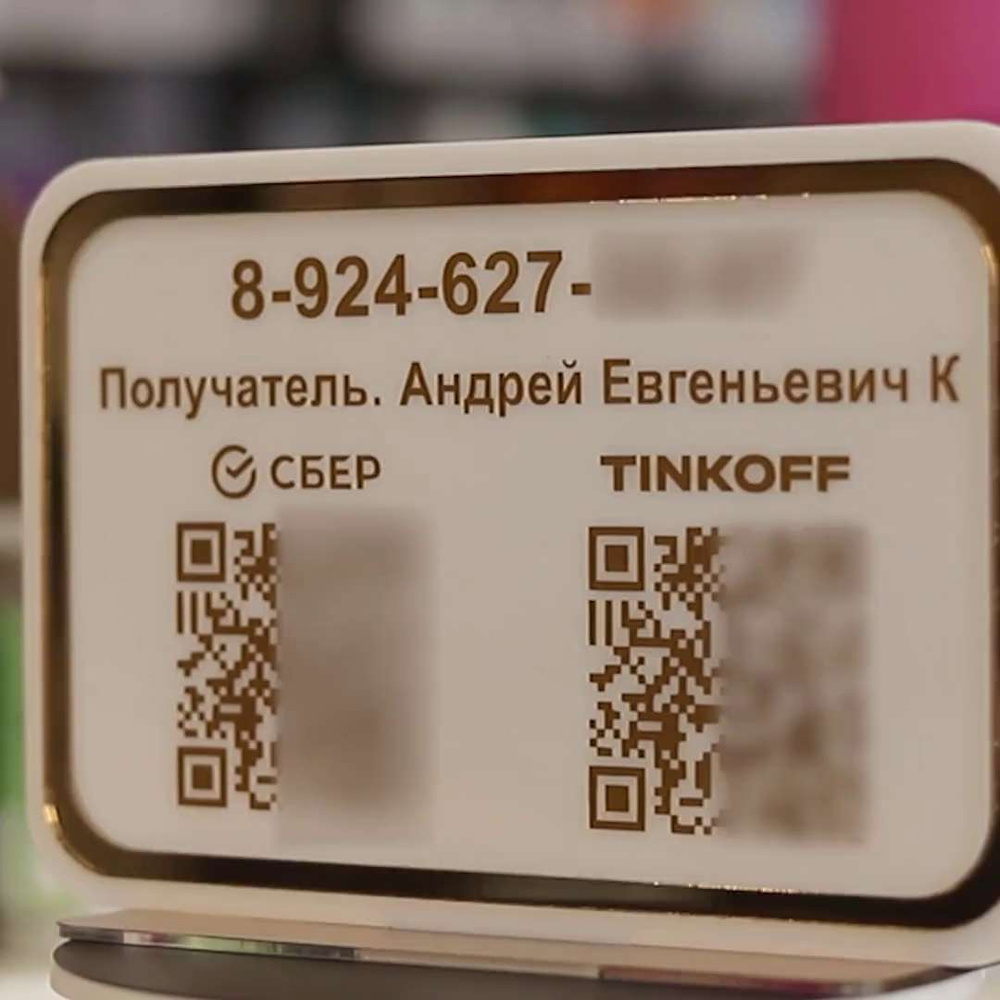 8-924-627-
Получатель. Андрей Евгеньевич К
СБЕР
TINKOFF